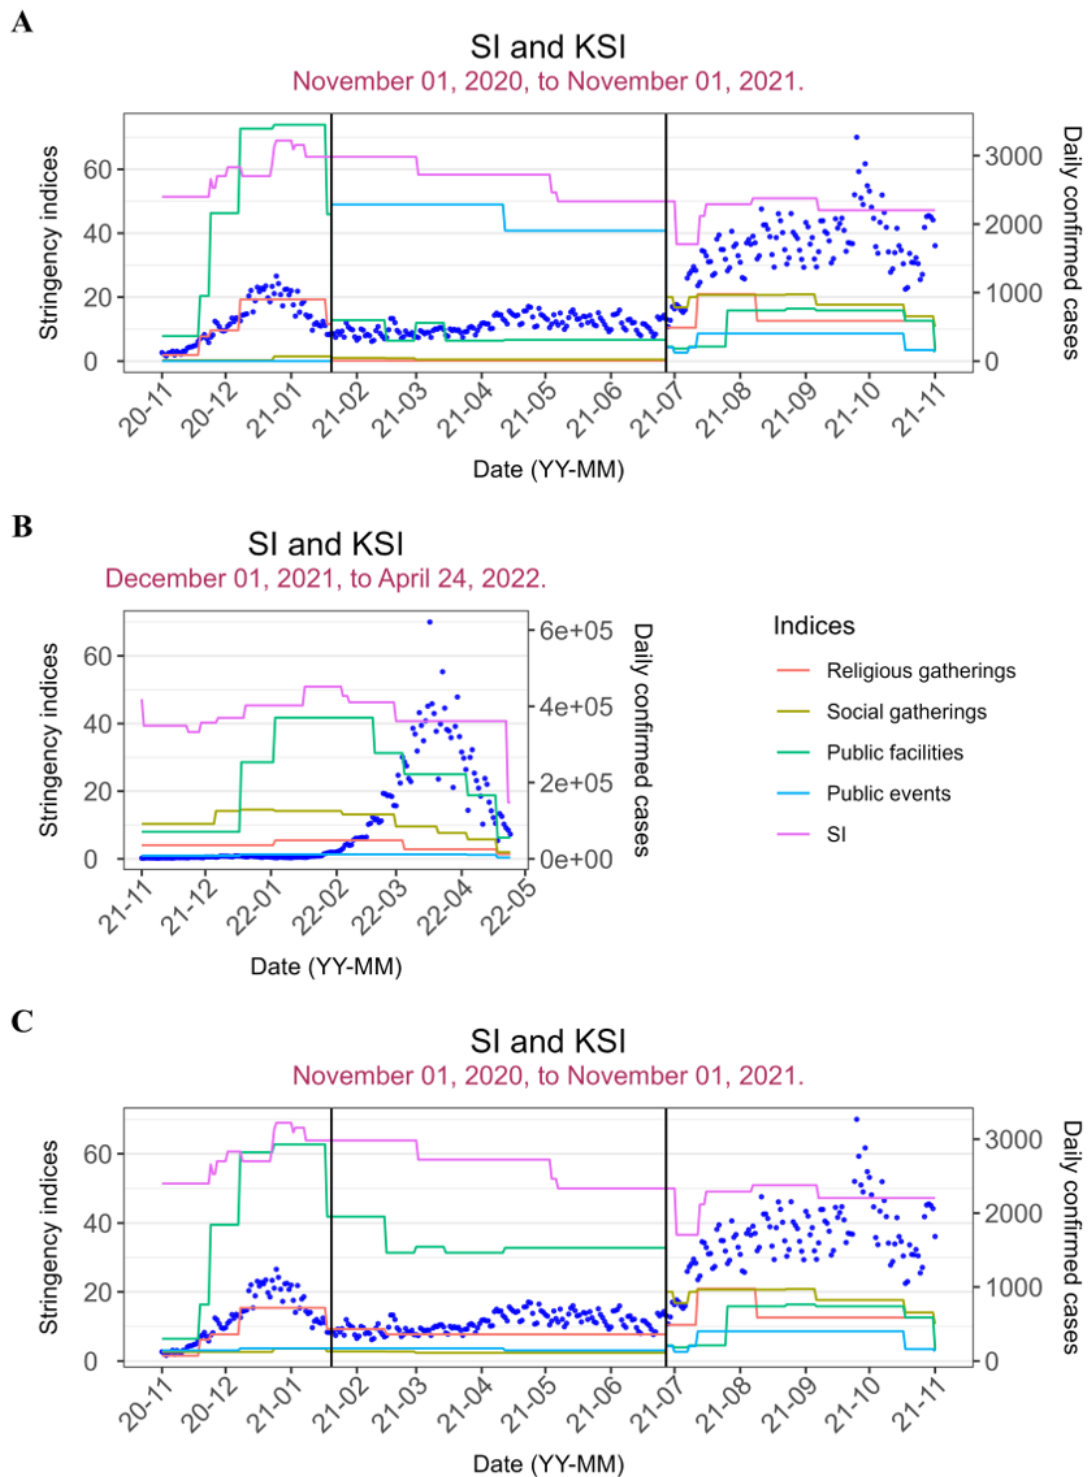 A
SI and KSI
November 01, 2020, to November 01, 2021.
Stringency indices
60
40
20
0
3000
2000
1000
0
Daily confirmed cases
20-11
20-12
21-01
21-02
21-03
21-04
21-05
21-06
21-07
21-08
21-09
21-10
21-11
Date (YY-MM)
B
SI and KSI
December 01, 2021, to April 24, 2022.
Stringency indices
60
40
20
0
6e+05
4e+05
2e+05
0e+00
Daily confirmed cases
21-11
21-12
22-01
22-02
22-03
22-04
22-05
Date (YY-MM)
Indices
Religious gatherings
Social gatherings
Public facilities
Public events
SI
C
SI and KSI
November 01, 2020, to November 01, 2021.
Stringency indices
60
40
20
0
3000
2000
1000
0
Daily confirmed cases
20-11
20-12
21-01
21-02
21-03
21-04
21-05
21-06
21-07
21-08
21-09
21-10
21-11
Date (YY-MM)